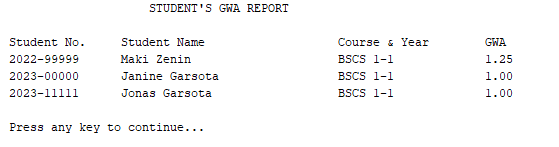 STUDENT'S GWA REPORT
Student No. Student Name Course & Year GWA
2022-99999 Maki Zenin BSCS 1-1 1.25
2023-00000 Janine Garsota BSCS 1-1 1.00
2023-11111 Jonas Garsota BSCS 1-1 1.00
Press any key to continue...